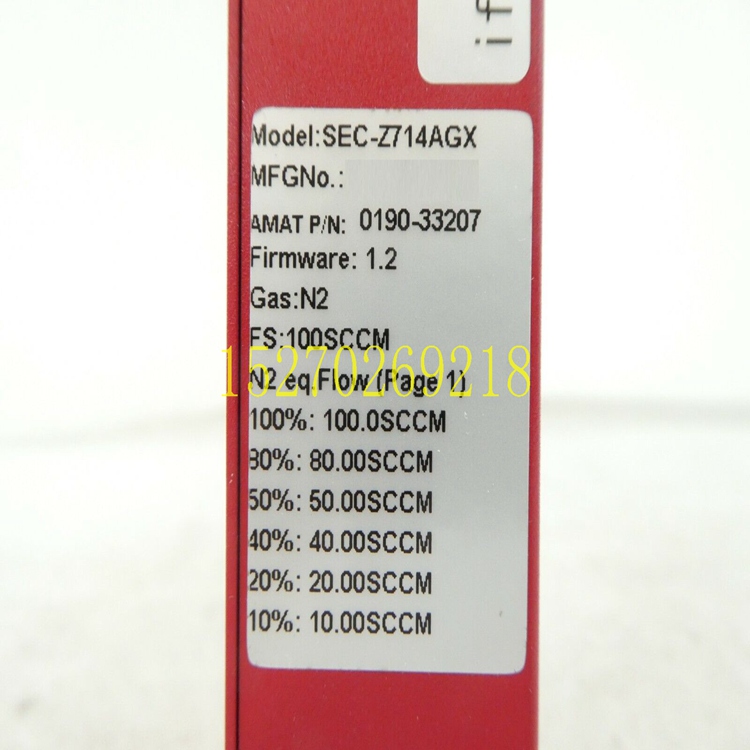 if
Model:SEC-Z714AGX
MFGNo.:
AMAT P/N: 0190-33207
Firmware: 1.2
Gas:N2
FS:100SCCM
15270269218
N2 eq.Flow (Page 1)
100%: 100.0SCCM
80%: 80.00SCCM
50%: 50.00SCCM
40%: 40.00SCCM
20%: 20.00SCCM
10%: 10.00SCCM